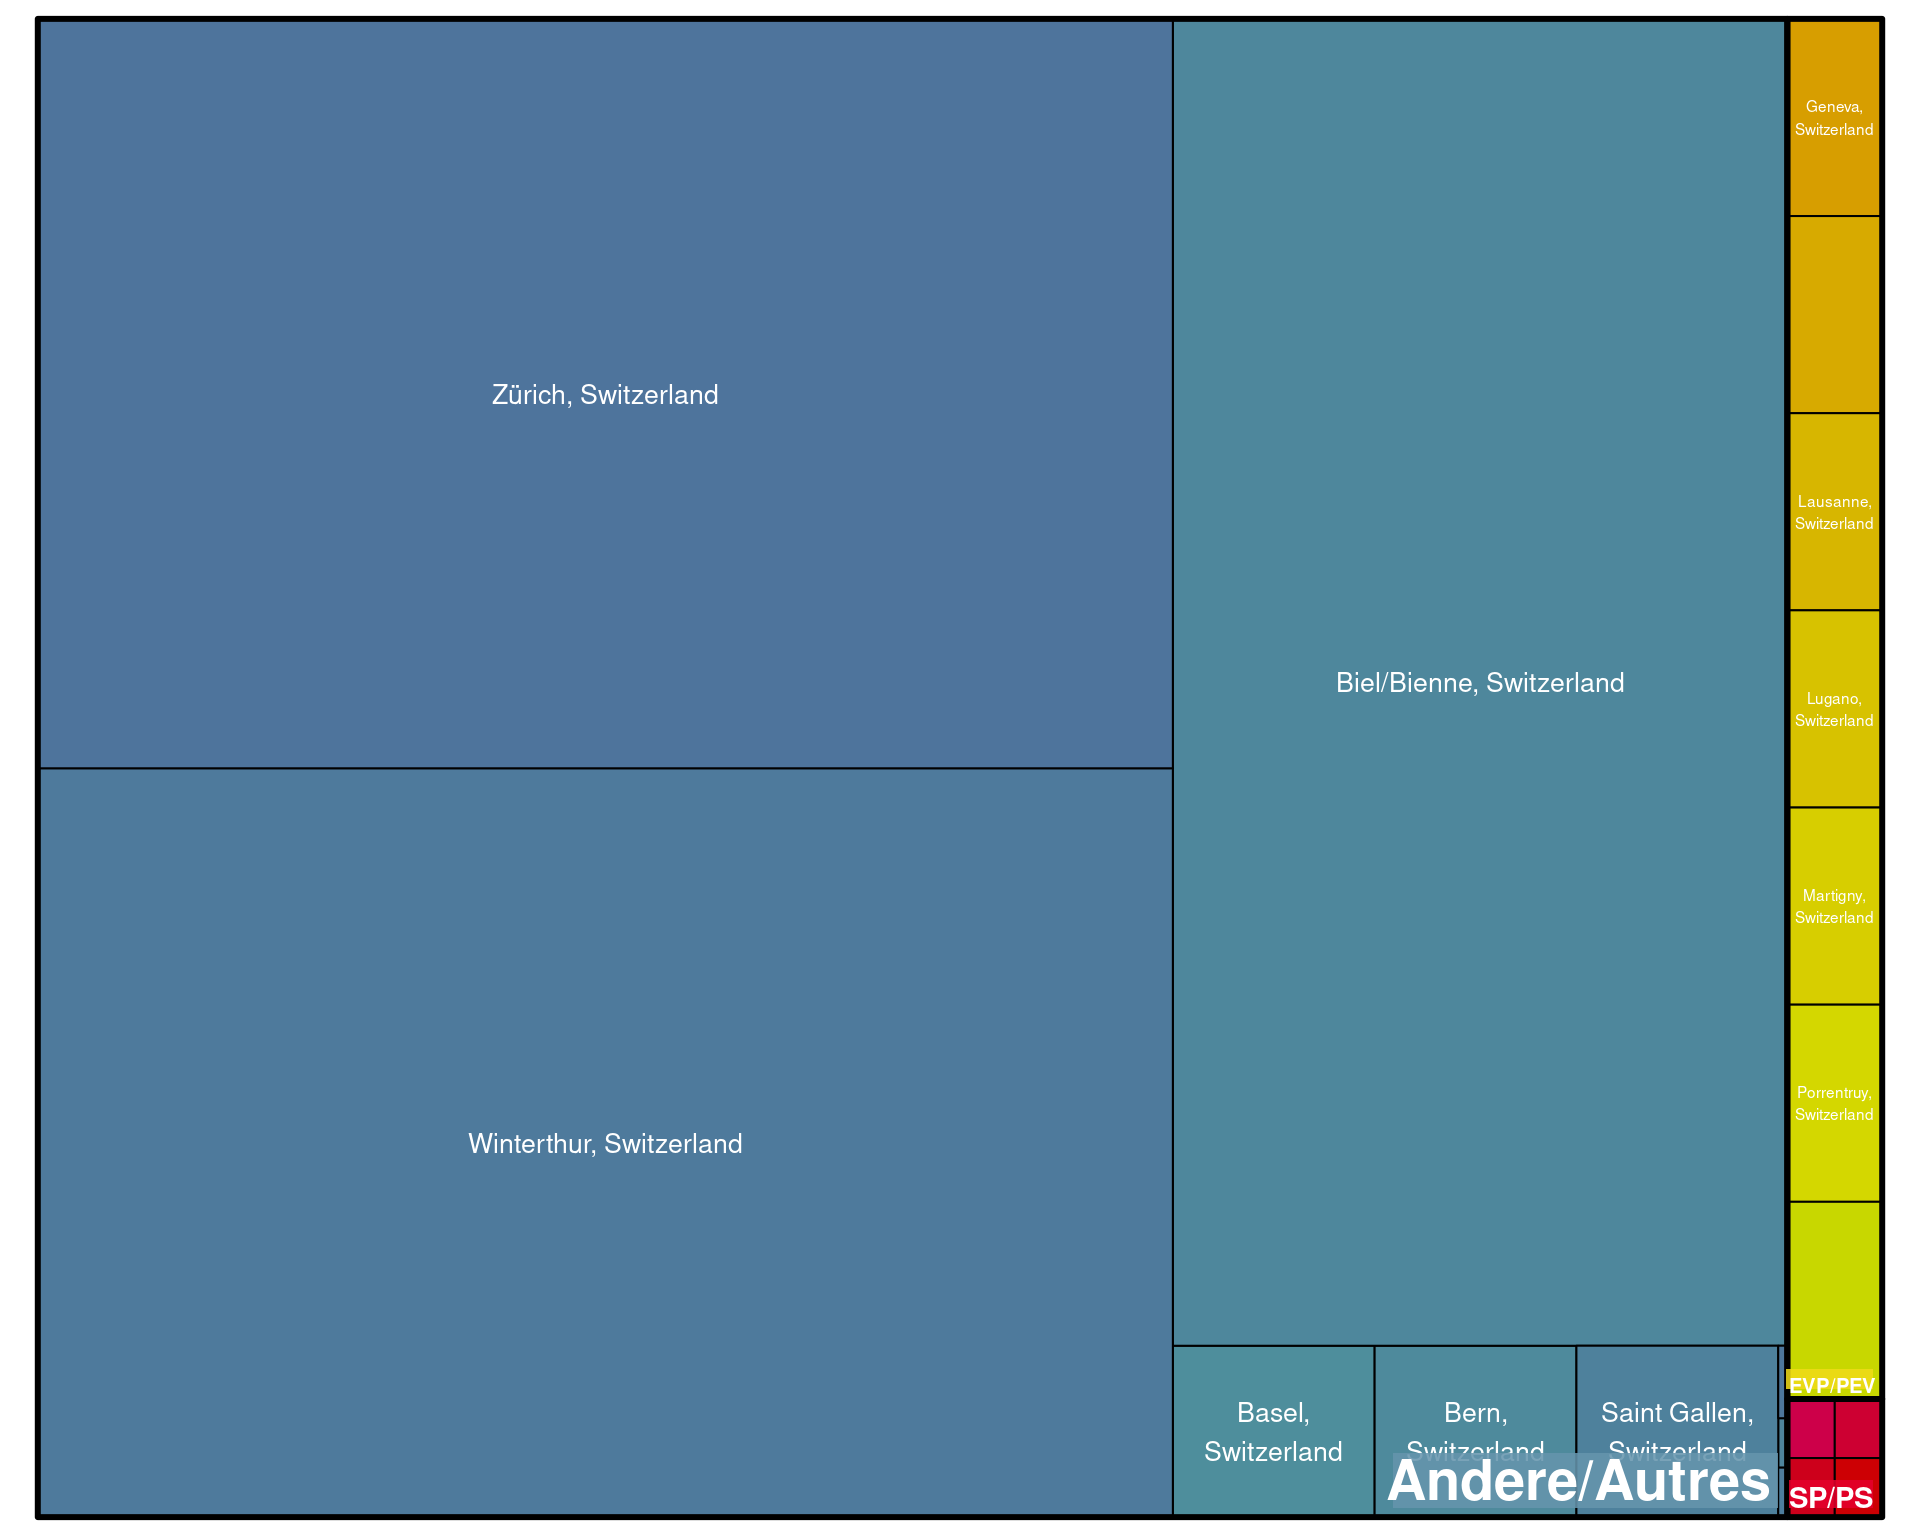 Zürich, Switzerland
Winterthur, Switzerland
Biel/Bienne, Switzerland
Basel,
Switzerland
Bern,
Switzerland
Saint Gallen,
Switzerland
Andere/Autres
Geneva,
Switzerland
Lausanne,
Switzerland
Lugano,
Switzerland
Martigny,
Switzerland
Porrentruy,
Switzerland
EVP/PEV
SP/PS